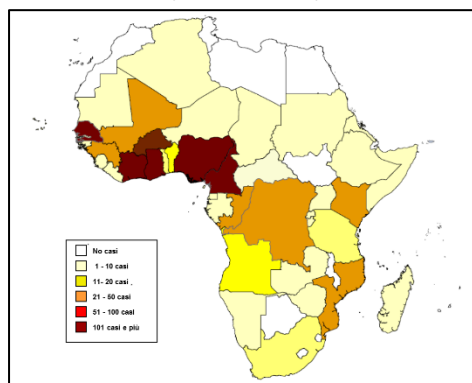 No casi
1 - 10 casi
11- 20 casi .
21 - 50 casi
51 - 100 casi
101 casi e più